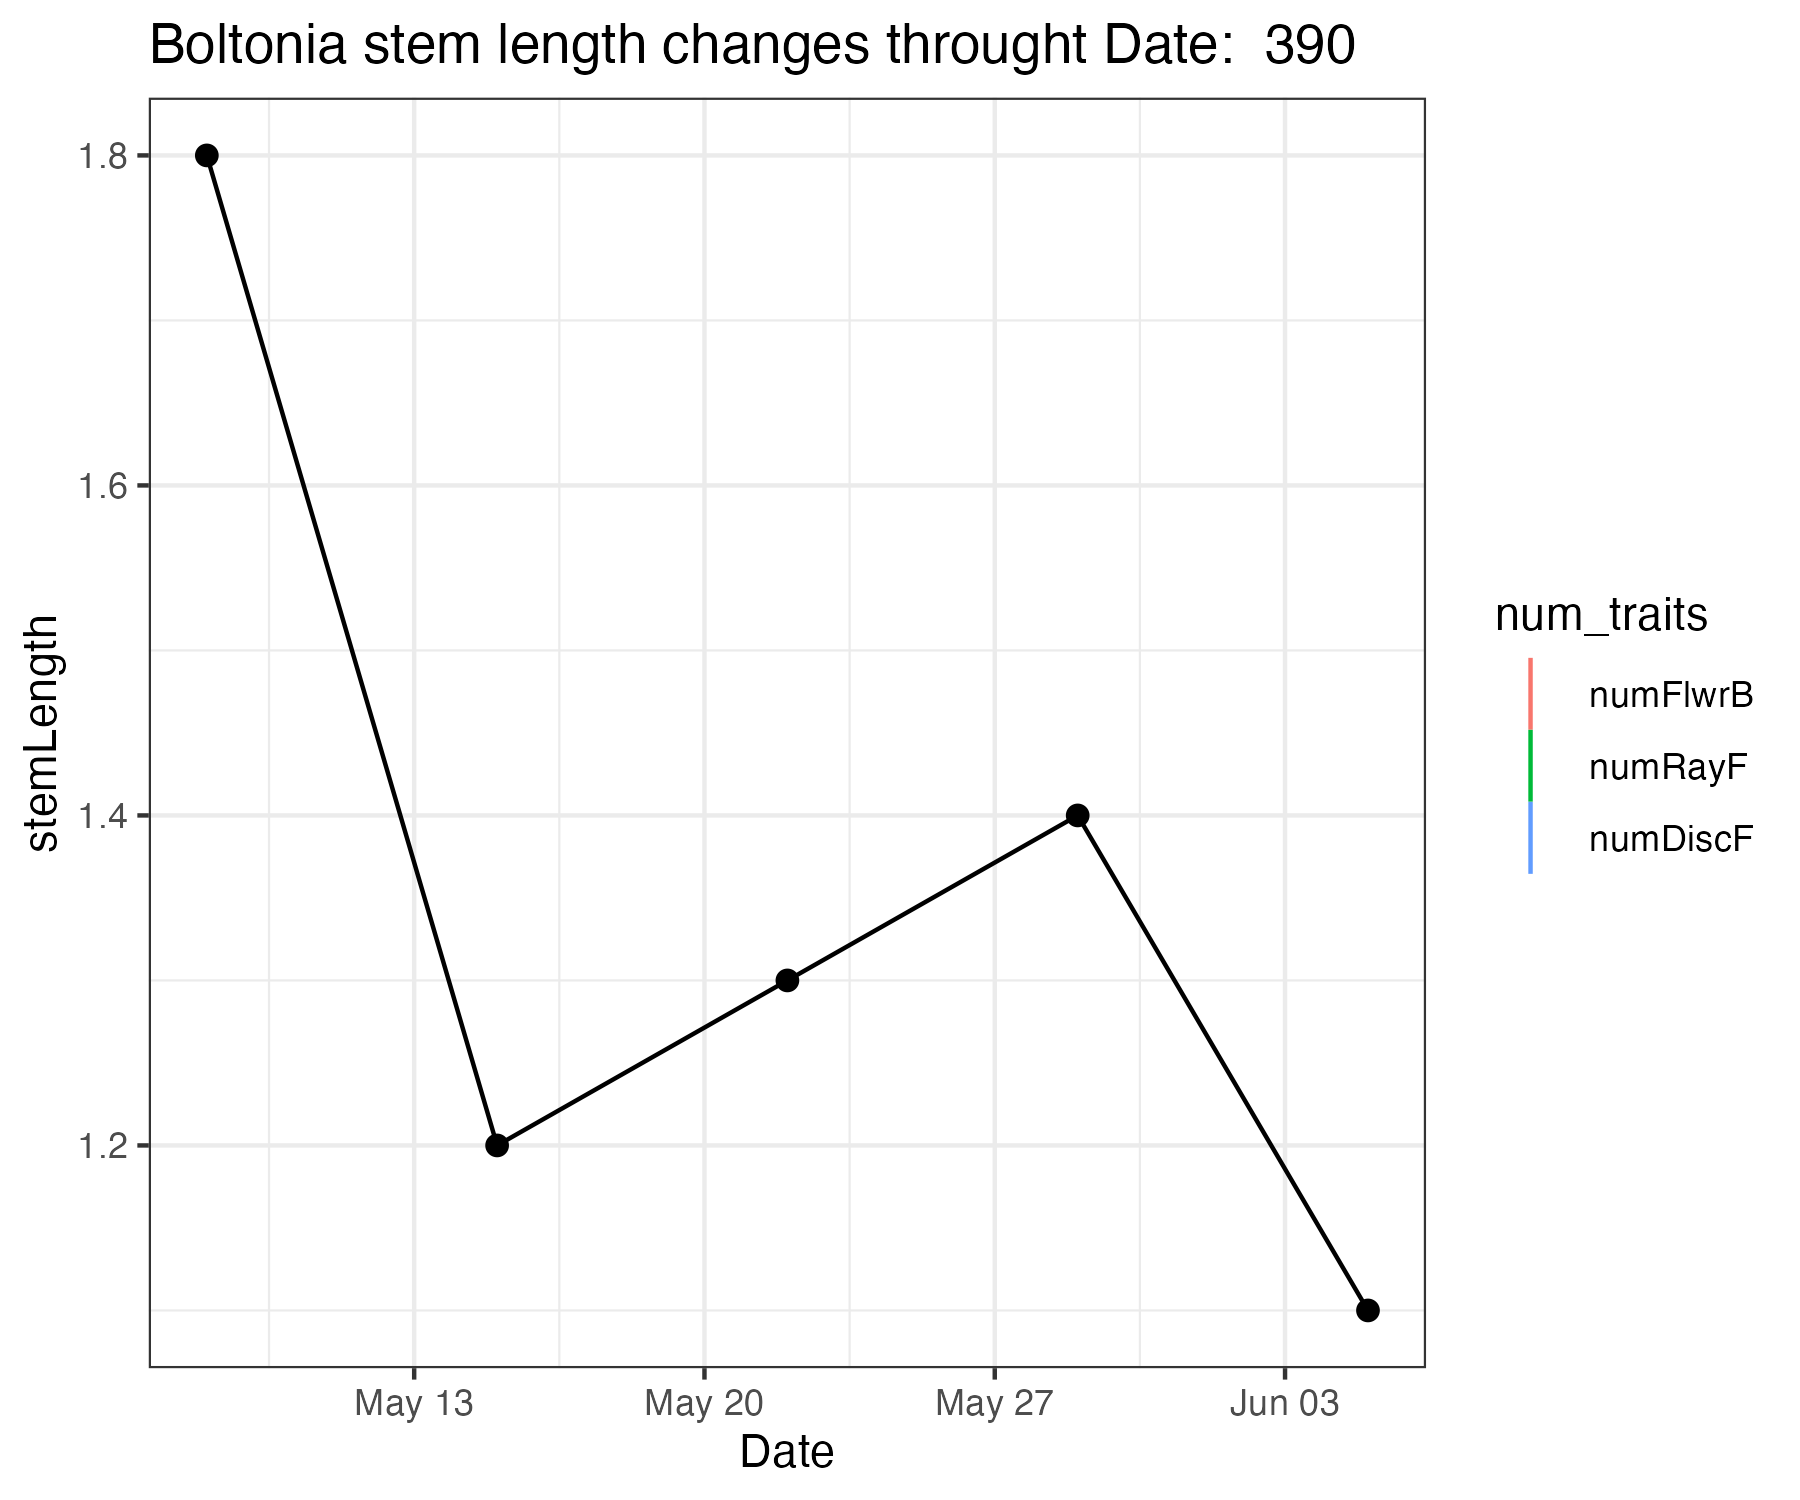 Boltonia stem length changes throught Date:  390
1.8
1.6
1.4
1.2
stemLength
May 13
May 20
May 27
Jun 03
Date
num_traits
numFlwrB
numRayF
numDiscF